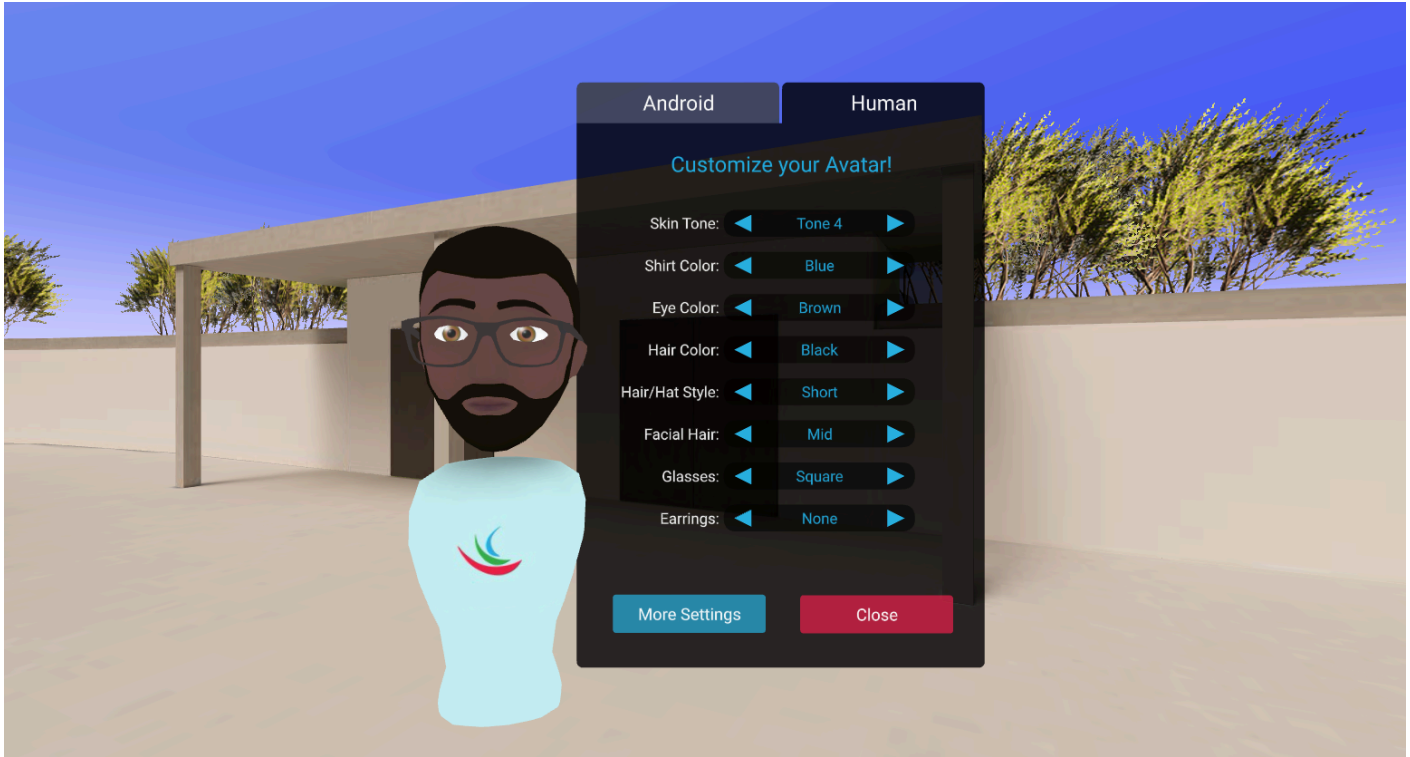 Android Human
Customize your Avatar!
Skin Tone: Tone 4
Shirt Color: Blue
Eye Color: Brown
Hair Color: Black
Hair/Hat Style: Short
Facial Hair: Mid
Glasses: Square
Earrings: None
More Settings Close